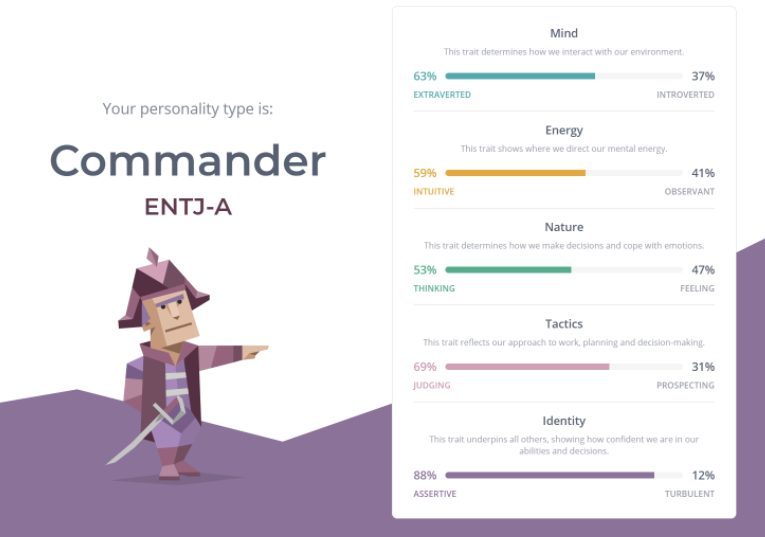 Your personality type is:
Commander
ENTJ-A
Mind
This trait determines how we interact with our environment.
63% 37%
EXTRAVERTED INTROVERTED
Energy
This trait shows where we direct our mental energy.
59% 41%
INTUITIVE OBSERVANT
Nature
This trait determines how we make decisions and cope with emotions.
53% 47%
THINKING FEELING
Tactics
This trait reflects our approach to work, planning and decision-making.
69% 31%
JUDGING PROSPECTING
Identity
This trait underpins all others, showing how confident we are in our
abilities and decisions.
88% 12%
ASSERTIVE TURBULENT